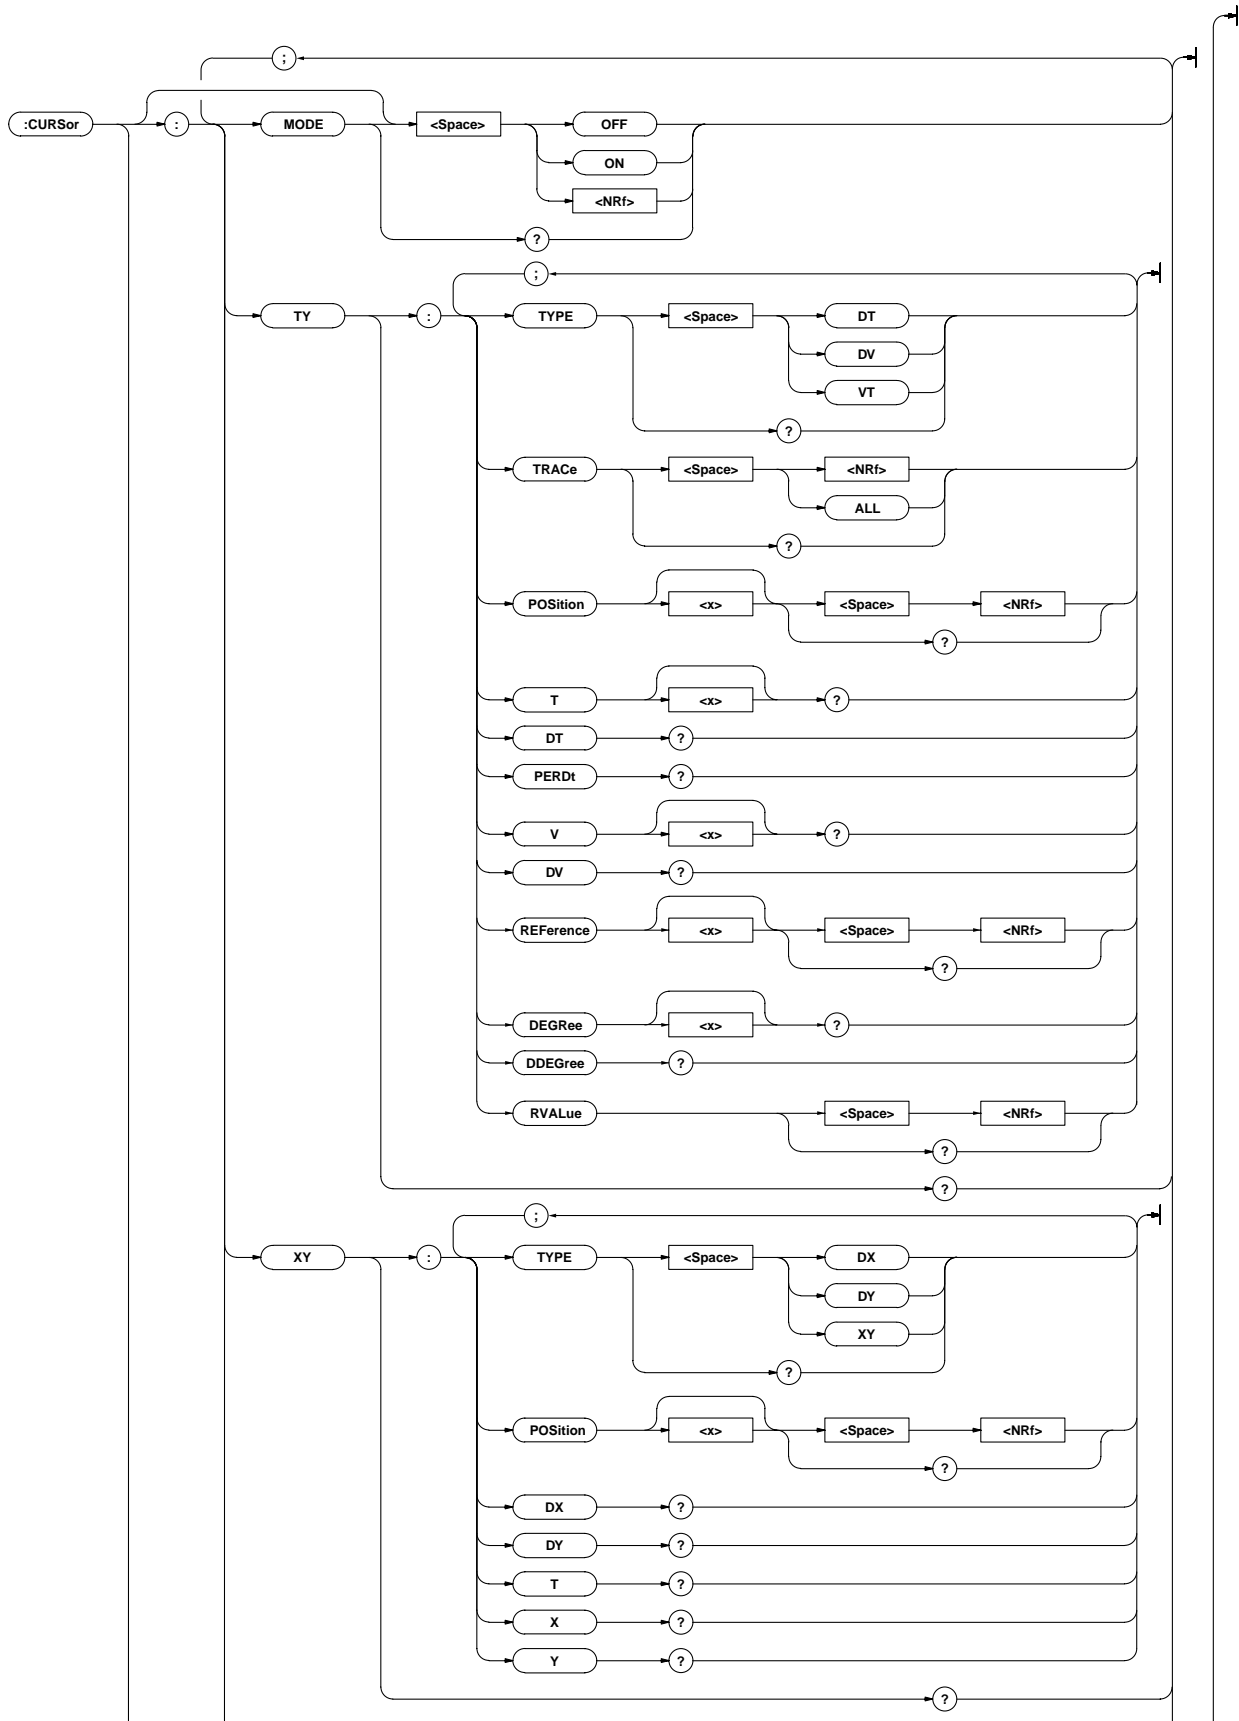 ;
:CURSor : MODE <Space> OFF
ON
<NRf>
?
;
TY : TYPE <Space> DT
DV
VT
?
TRACe <Space> <NRf>
ALL
?
POSition <x> <Space> <NRf>
?
T <x> ?
DT ?
PERDt ?
V <x> ?
DV ?
REFerence <x> <Space> <NRf>
?
DEGRee <x> ?
DDEGree ?
RVALue <Space> <NRf>
?
?
;
XY : TYPE <Space> DX
DY
XY
?
POSition <x> <Space> <NRf>
?
DX ?
DY ?
T ?
X ?
Y ?
?